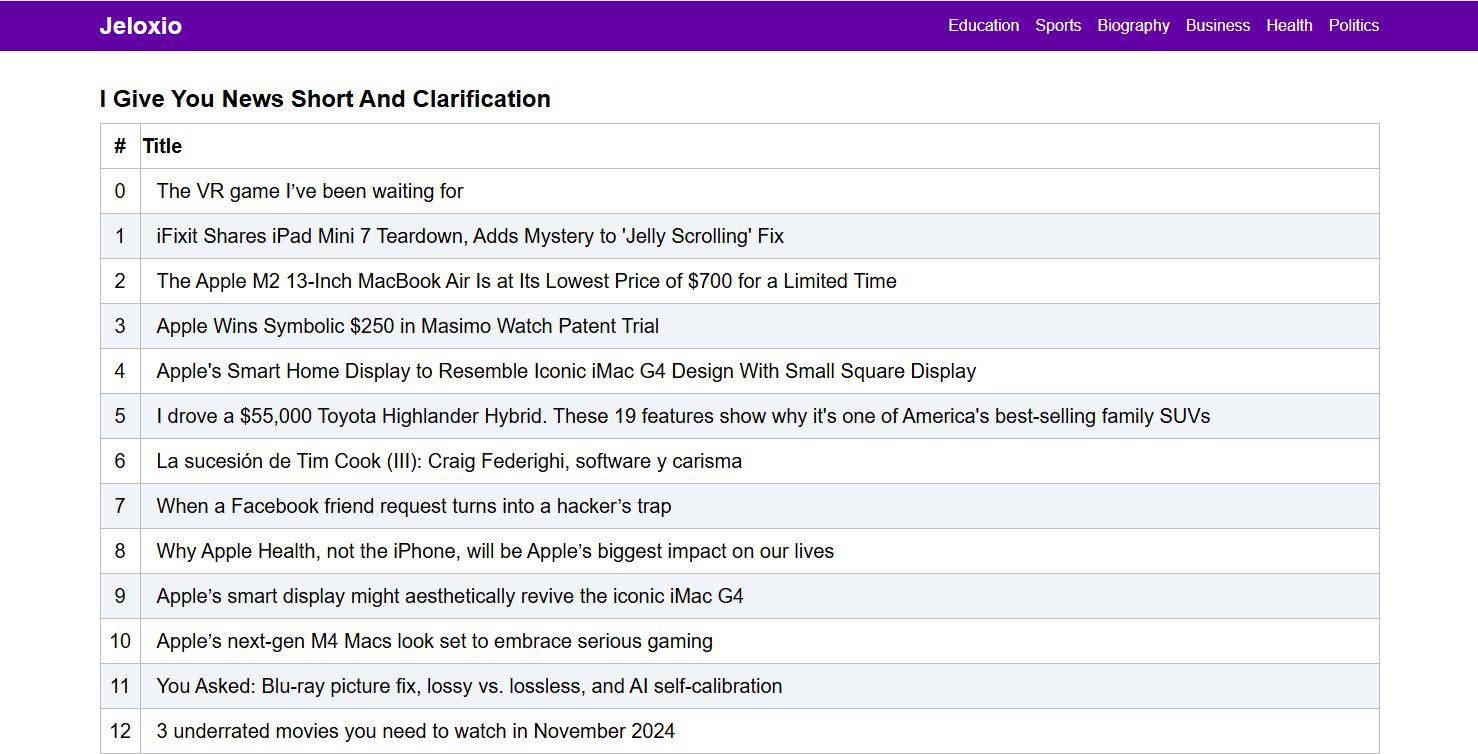 Jeloxio
Education Sports Biography Business Health Politics
I Give You News Short And Clarification
# Title
0 The VR game I’ve been waiting for
1 iFixit Shares iPad Mini 7 Teardown, Adds Mystery to 'Jelly Scrolling' Fix
2 The Apple M2 13-Inch MacBook Air Is at Its Lowest Price of $700 for a Limited Time
3 Apple Wins Symbolic $250 in Masimo Watch Patent Trial
4 Apple's Smart Home Display to Resemble Iconic iMac G4 Design With Small Square Display
5 I drove a $55,000 Toyota Highlander Hybrid. These 19 features show why it's one of America's best-selling family SUVs
6 La sucesión de Tim Cook (III): Craig Federighi, software y carisma
7 When a Facebook friend request turns into a hacker’s trap
8 Why Apple Health, not the iPhone, will be Apple’s biggest impact on our lives
9 Apple’s smart display might aesthetically revive the iconic iMac G4
10 Apple’s next-gen M4 Macs look set to embrace serious gaming
11 You Asked: Blu-ray picture fix, lossy vs. lossless, and AI self-calibration
12 3 underrated movies you need to watch in November 2024